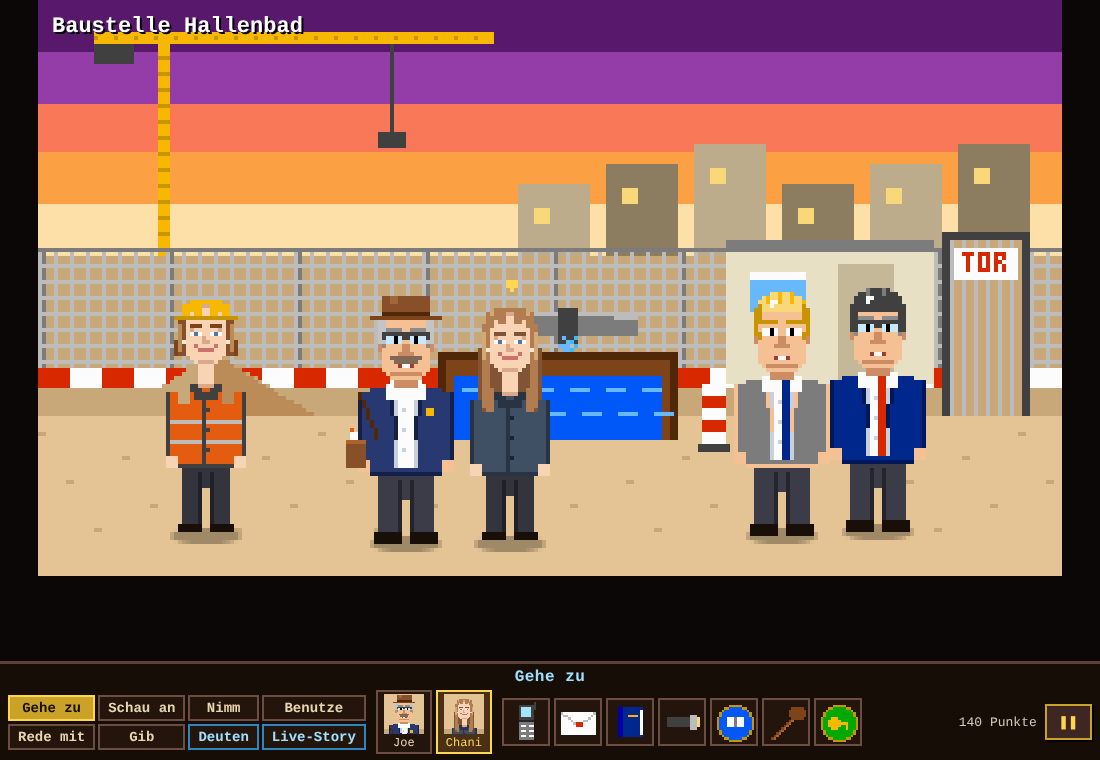 Baustelle Hallenbad
TOR
Gehe zu
Gehe zu Schau an Nimm Benutze
Rede mit Gib Deuten Live-Story
Joe Chani
140 Punkte